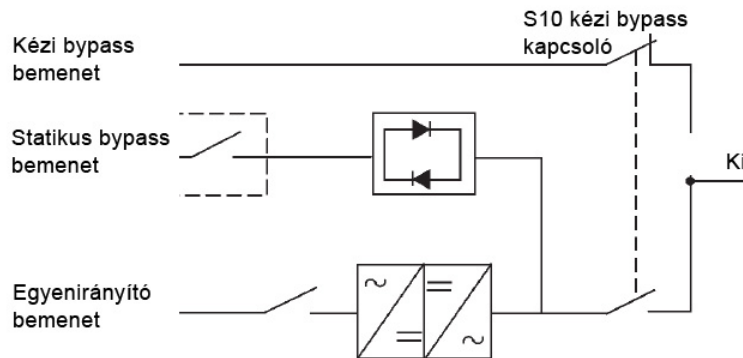 S10 kézi bypass
kapcsoló
Kézi bypass
bemenet
Statikus bypass
bemenet
Ki
Egyenirányító
bemenet